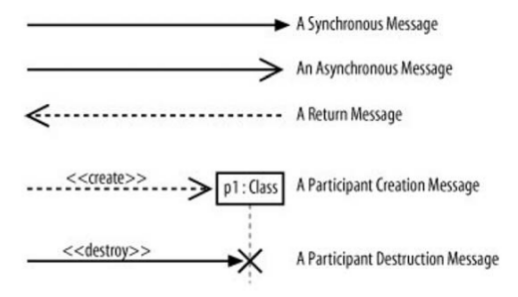 A Synchronous Message
An Asynchronous Message
A Return Message
<<create>>
p1 : Class
A Participant Creation Message
<<destroy>>
A Participant Destruction Message